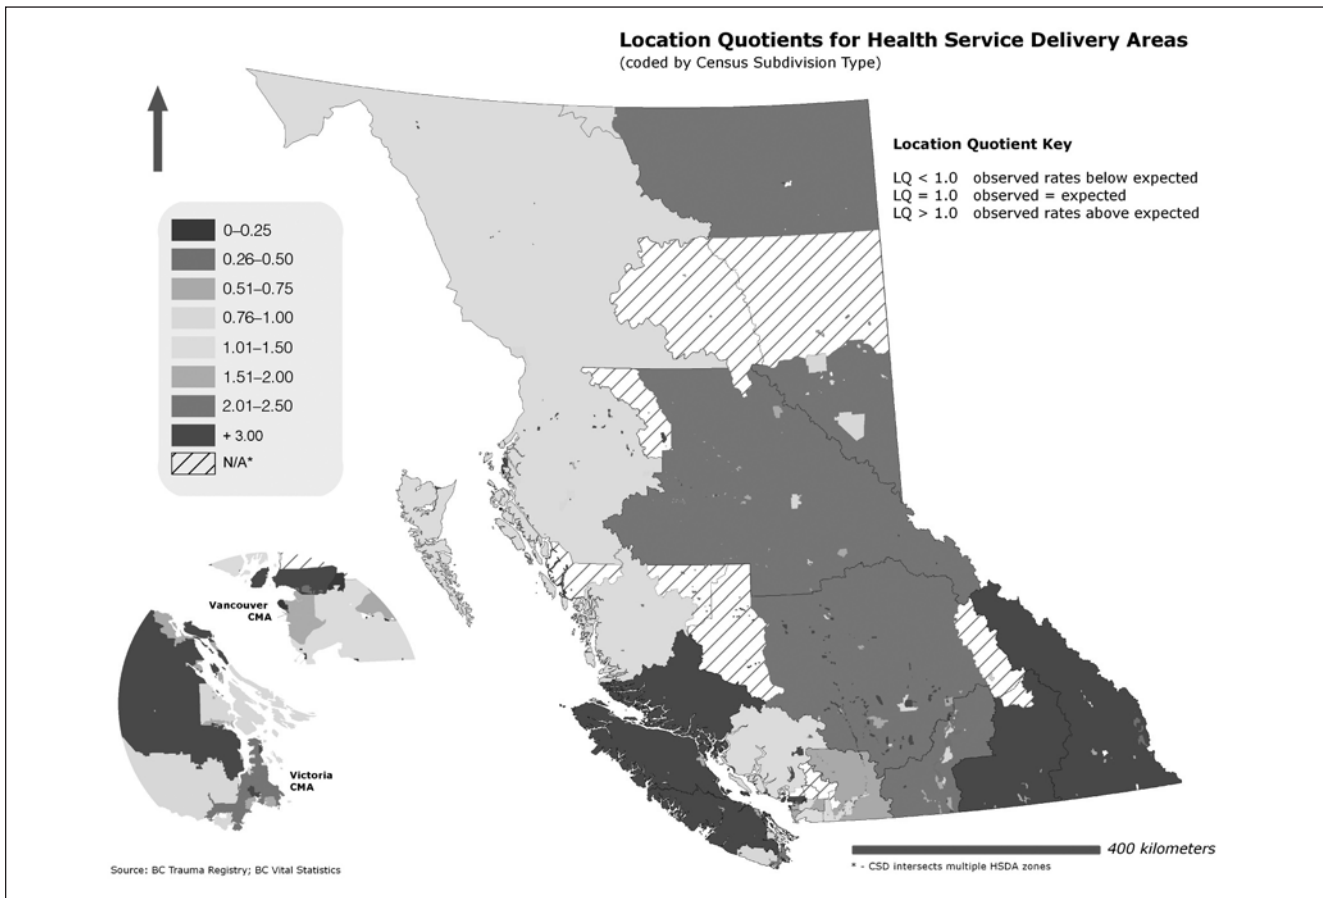 Location Quotients for Health Service Delivery Areas
(coded by Census Subdivision Type)
Location Quotient Key
LQ < 1.0 observed rates below expected
LQ = 1.0 observed = expected
LQ > 1.0 observed rates above expected
0–0.25
0.26–0.50
0.51–0.75
0.76–1.00
1.01–1.50
1.51–2.00
2.01–2.50
+ 3.00
N/A*
Vancouver
CMA
Victoria
CMA
400 kilometers
* - CSD intersects multiple HSDA zones
Source: BC Trauma Registry; BC Vital Statistics